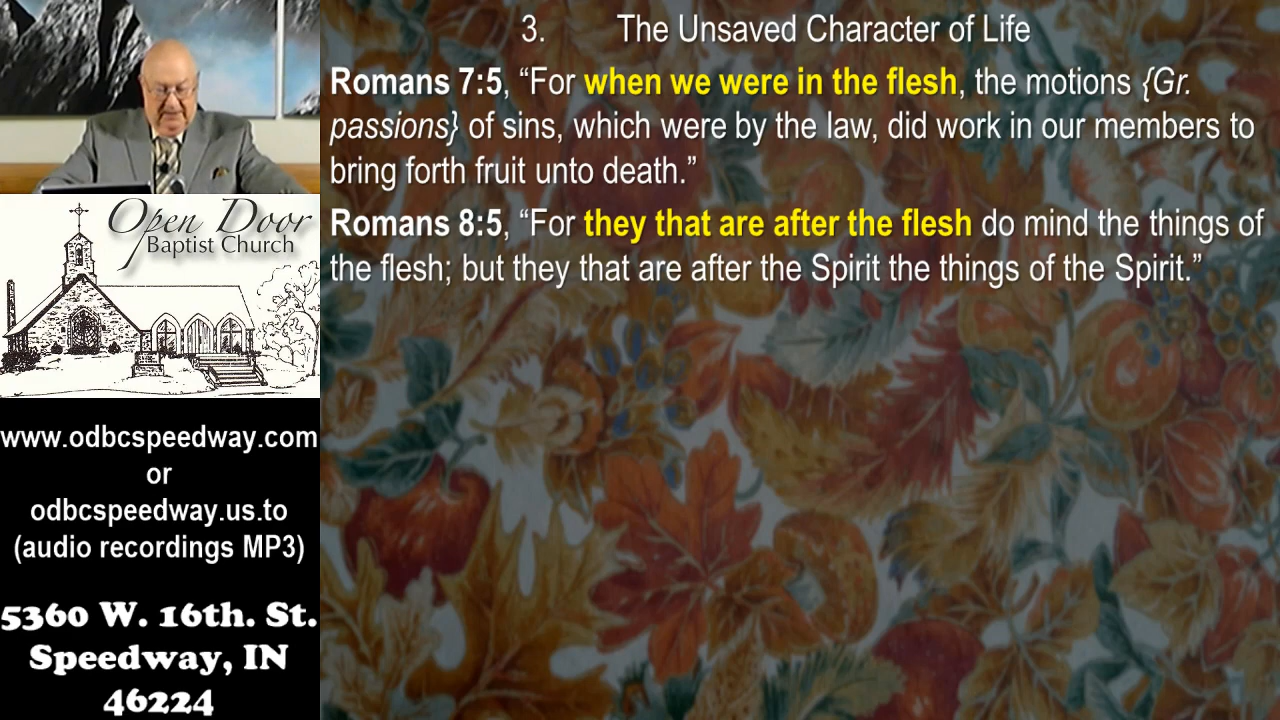 3. The Unsaved Character of Life
Romans 7:5, “For when we were in the flesh, the motions {Gr.
passions} of sins, which were by the law, did work in our members to
bring forth fruit unto death.”
Romans 8:5, “For they that are after the flesh do mind the things of
the flesh; but they that are after the Spirit the things of the Spirit.”
Open Door
Baptist Church
www.odbcspeedway.com
or
odbcspeedway.us.to
(audio recordings MP3)
5360 W. 16th. St.
Speedway, IN
46224